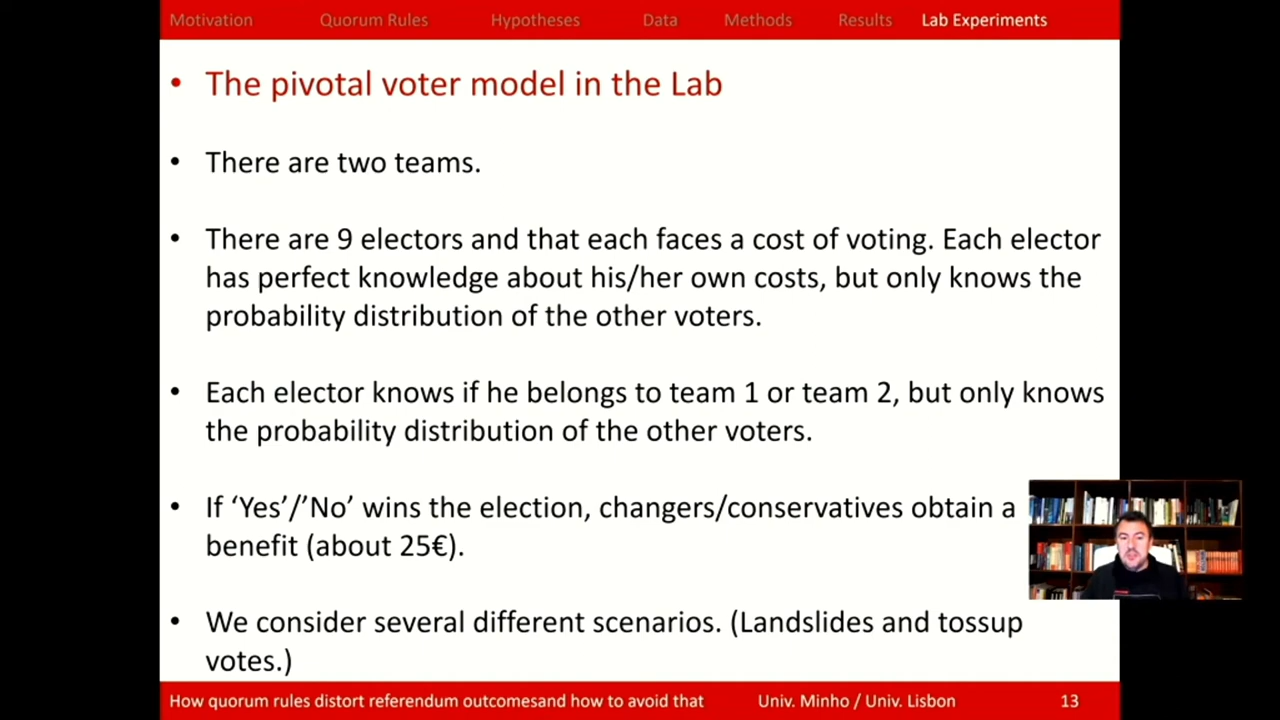 Motivation Quorum Rules Hypotheses Data Methods Results Lab Experiments
• The pivotal voter model in the Lab
• There are two teams.
• There are 9 electors and that each faces a cost of voting. Each elector
has perfect knowledge about his/her own costs, but only knows the
probability distribution of the other voters.
• Each elector knows if he belongs to team 1 or team 2, but only knows
the probability distribution of the other voters.
• If ‘Yes’/’No’ wins the election, changers/conservatives obtain a
benefit (about 25€).
• We consider several different scenarios. (Landslides and tossup
votes.)
How quorum rules distort referendum outcomesand how to avoid that Univ. Minho / Univ. Lisbon 13